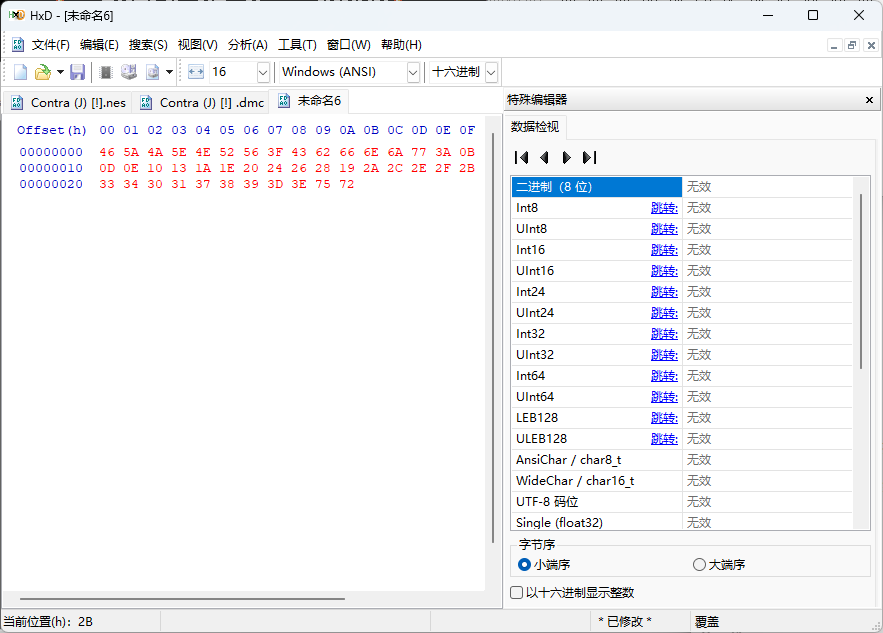 HxD - [未命名6]
文件(F) 编辑(E) 搜索(S) 视图(V) 分析(A) 工具(T) 窗口(W) 帮助(H)
16 Windows (ANSI) 十六进制
Contra (J) [!].nes Contra (J) [!] .dmc 未命名6
Offset(h) 00 01 02 03 04 05 06 07 08 09 0A 0B 0C 0D 0E 0F
00000000 46 5A 4A 5E 4E 52 56 3F 43 62 66 6E 6A 77 3A 0B
00000010 0D 0E 10 13 1A 1E 20 24 26 28 19 2A 2C 2E 2F 2B
00000020 33 34 30 31 37 38 39 3D 3E 75 72
特殊编辑器
数据检视
二进制 (8 位) 无效
Int8 跳转: 无效
UInt8 跳转: 无效
Int16 跳转: 无效
UInt16 跳转: 无效
Int24 跳转: 无效
UInt24 跳转: 无效
Int32 跳转: 无效
UInt32 跳转: 无效
Int64 跳转: 无效
UInt64 跳转: 无效
LEB128 跳转: 无效
ULEB128 跳转: 无效
AnsiChar / char8_t 无效
WideChar / char16_t 无效
UTF-8 码位 无效
Single (float32) 无效
字节序
小端序 大端序
以十六进制显示整数
当前位置(h): 2B * 已修改 * 覆盖